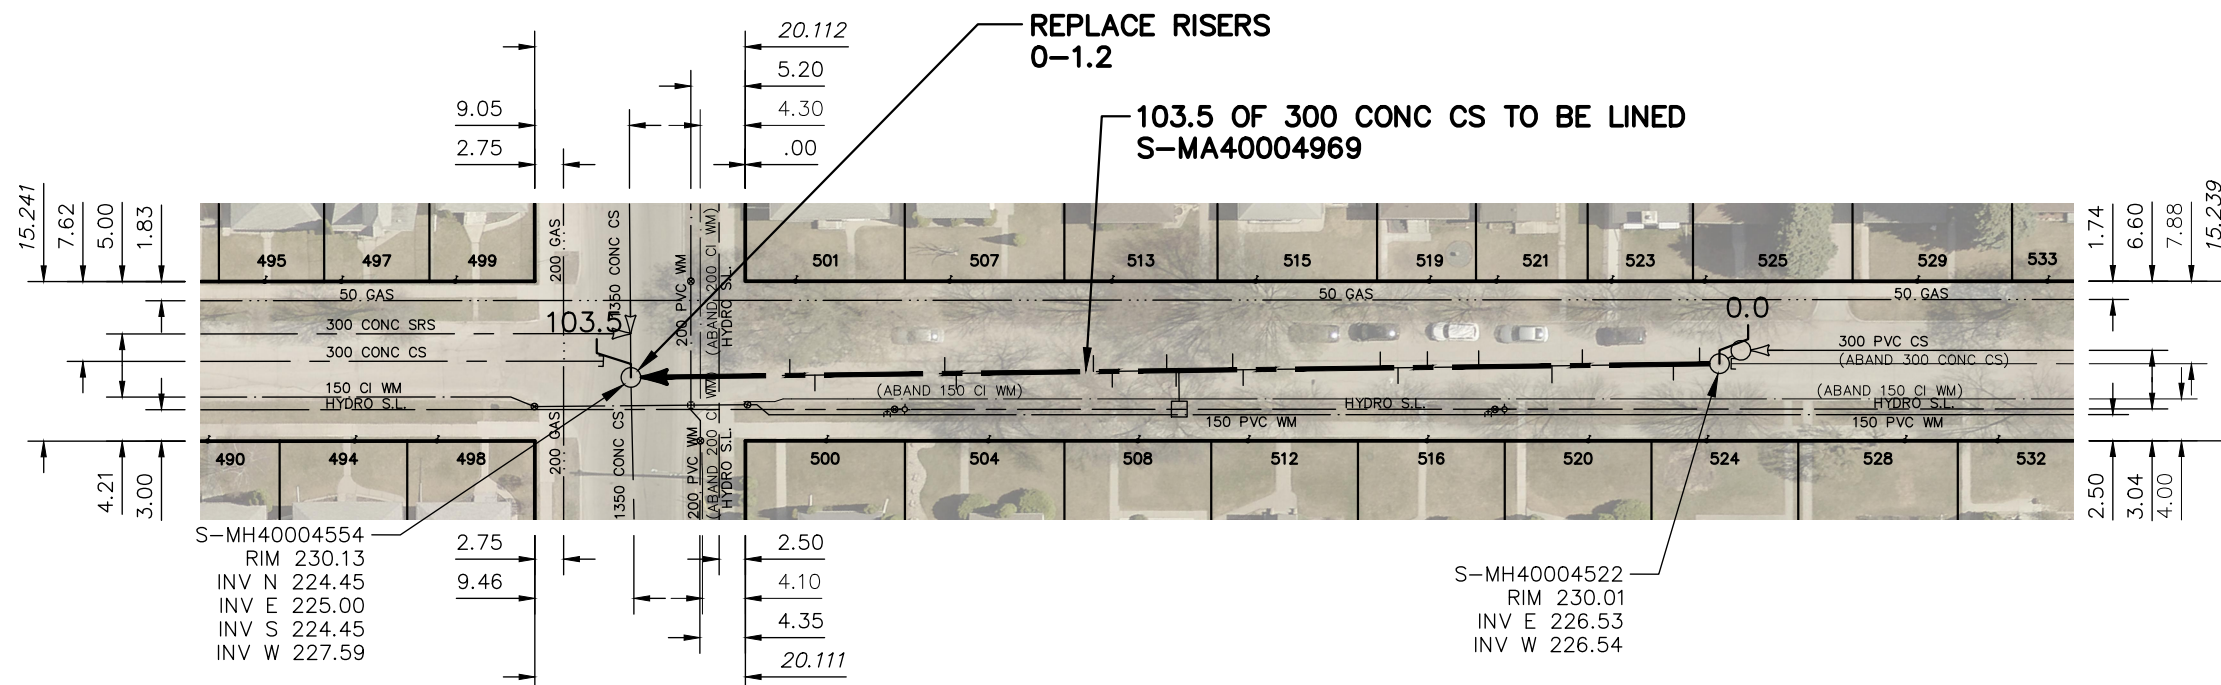 REPLACE RISERS
0-1.2
103.5 OF 300 CONC CS TO BE LINED
S-MA40004969
20.112
5.20
9.05
4.30
2.75
.00
15.241
7.62
5.00
1.83
1.74
6.60
7.88
15.239
200 GAS
1350 CONC CS
200 PVC WM
(ABAND 200 CI WM)
HYDRO S.L.
495
497
499
501
507
513
515
519
521
523
525
529
533
50 GAS
50 GAS
50 GAS
300 CONC SRS
103.5
0.0
300 CONC CS
300 PVC CS
(ABAND 300 CONC CS)
150 CI WM
HYDRO S.L.
(ABAND 150 CI WM)
HYDRO S.L.
150 PVC WM
(ABAND 150 CI WM)
HYDRO S.L.
150 PVC WM
200 GAS
1350 CONC CS
200 PVC WM
(ABAND 200 CI WM)
HYDRO S.L.
490
494
498
500
504
508
512
516
520
524
528
532
4.21
3.00
2.50
3.04
4.00
S-MH40004554
RIM 230.13
INV N 224.45
INV E 225.00
INV S 224.45
INV W 227.59
2.75
2.50
9.46
4.10
4.35
20.111
S-MH40004522
RIM 230.01
INV E 226.53
INV W 226.54